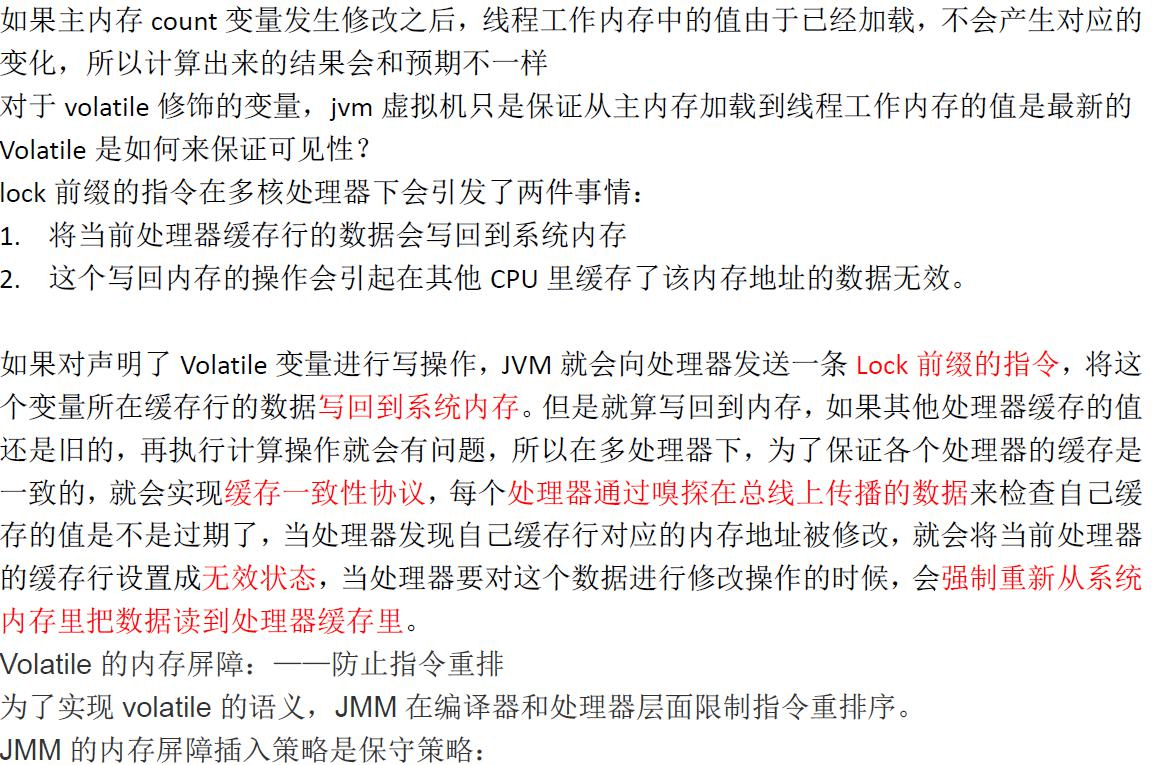 如果主内存 count 变量发生修改之后，线程工作内存中的值由于已经加载，不会产生对应的
变化，所以计算出来的结果会和预期不一样
对于 volatile 修饰的变量，jvm 虚拟机只是保证从主内存加载到线程工作内存的值是最新的
Volatile 是如何来保证可见性？
lock 前缀的指令在多核处理器下会引发了两件事情：
1. 将当前处理器缓存行的数据会写回到系统内存
2. 这个写回内存的操作会引起在其他 CPU 里缓存了该内存地址的数据无效。
如果对声明了 Volatile 变量进行写操作，JVM 就会向处理器发送一条 Lock 前缀的指令，将这
个变量所在缓存行的数据写回到系统内存。但是就算写回到内存，如果其他处理器缓存的值
还是旧的，再执行计算操作就会有问题，所以在多处理器下，为了保证各个处理器的缓存是
一致的，就会实现缓存一致性协议，每个处理器通过嗅探在总线上传播的数据来检查自己缓
存的值是不是过期了，当处理器发现自己缓存行对应的内存地址被修改，就会将当前处理器
的缓存行设置成无效状态，当处理器要对这个数据进行修改操作的时候，会强制重新从系统
内存里把数据读到处理器缓存里。
Volatile 的内存屏障：——防止指令重排
为了实现 volatile 的语义，JMM 在编译器和处理器层面限制指令重排序。
JMM 的内存屏障插入策略是保守策略：